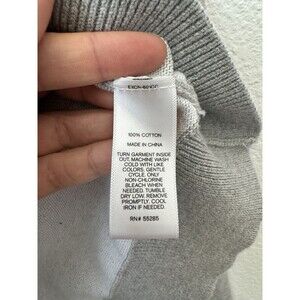 100% COTTON
MADE IN CHINA
TURN GARMENT INSIDE
OUT. MACHINE WASH
COLD WITH LIKE
COLORS, GENTLE
CYCLE. ONLY
NON-CHLORINE
BLEACH WHEN
NEEDED. TUMBLE
DRY LOW. REMOVE
PROMPTLY. COOL
IRON IF NEEDED.
RN# 55285